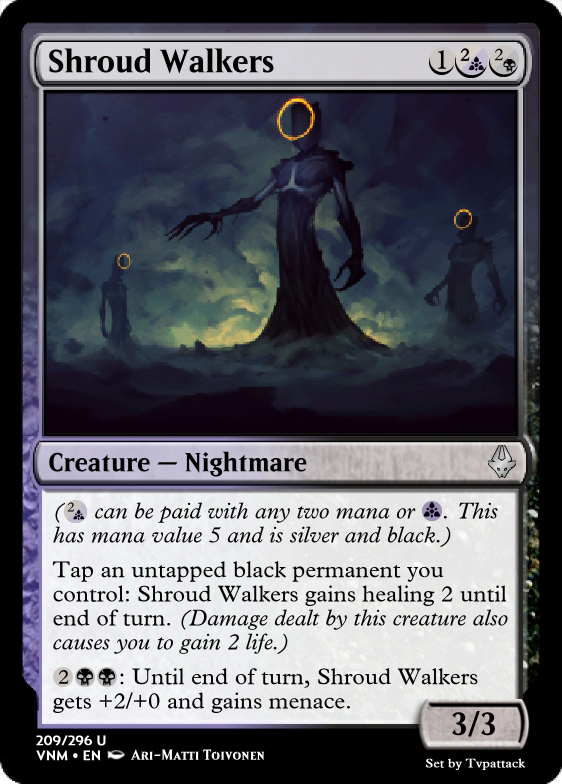 Shroud Walkers 1 2 2
Creature — Nightmare
(2 can be paid with any two mana or . This
has mana value 5 and is silver and black.)
Tap an untapped black permanent you
control: Shroud Walkers gains healing 2 until
end of turn. (Damage dealt by this creature also
causes you to gain 2 life.)
2 : Until end of turn, Shroud Walkers
gets +2/+0 and gains menace.
3/3
209/296 U
VNM • EN Ari-Matti Toivonen
Set by Tvpattack